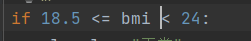 if 18.5 <= bmi < 24: